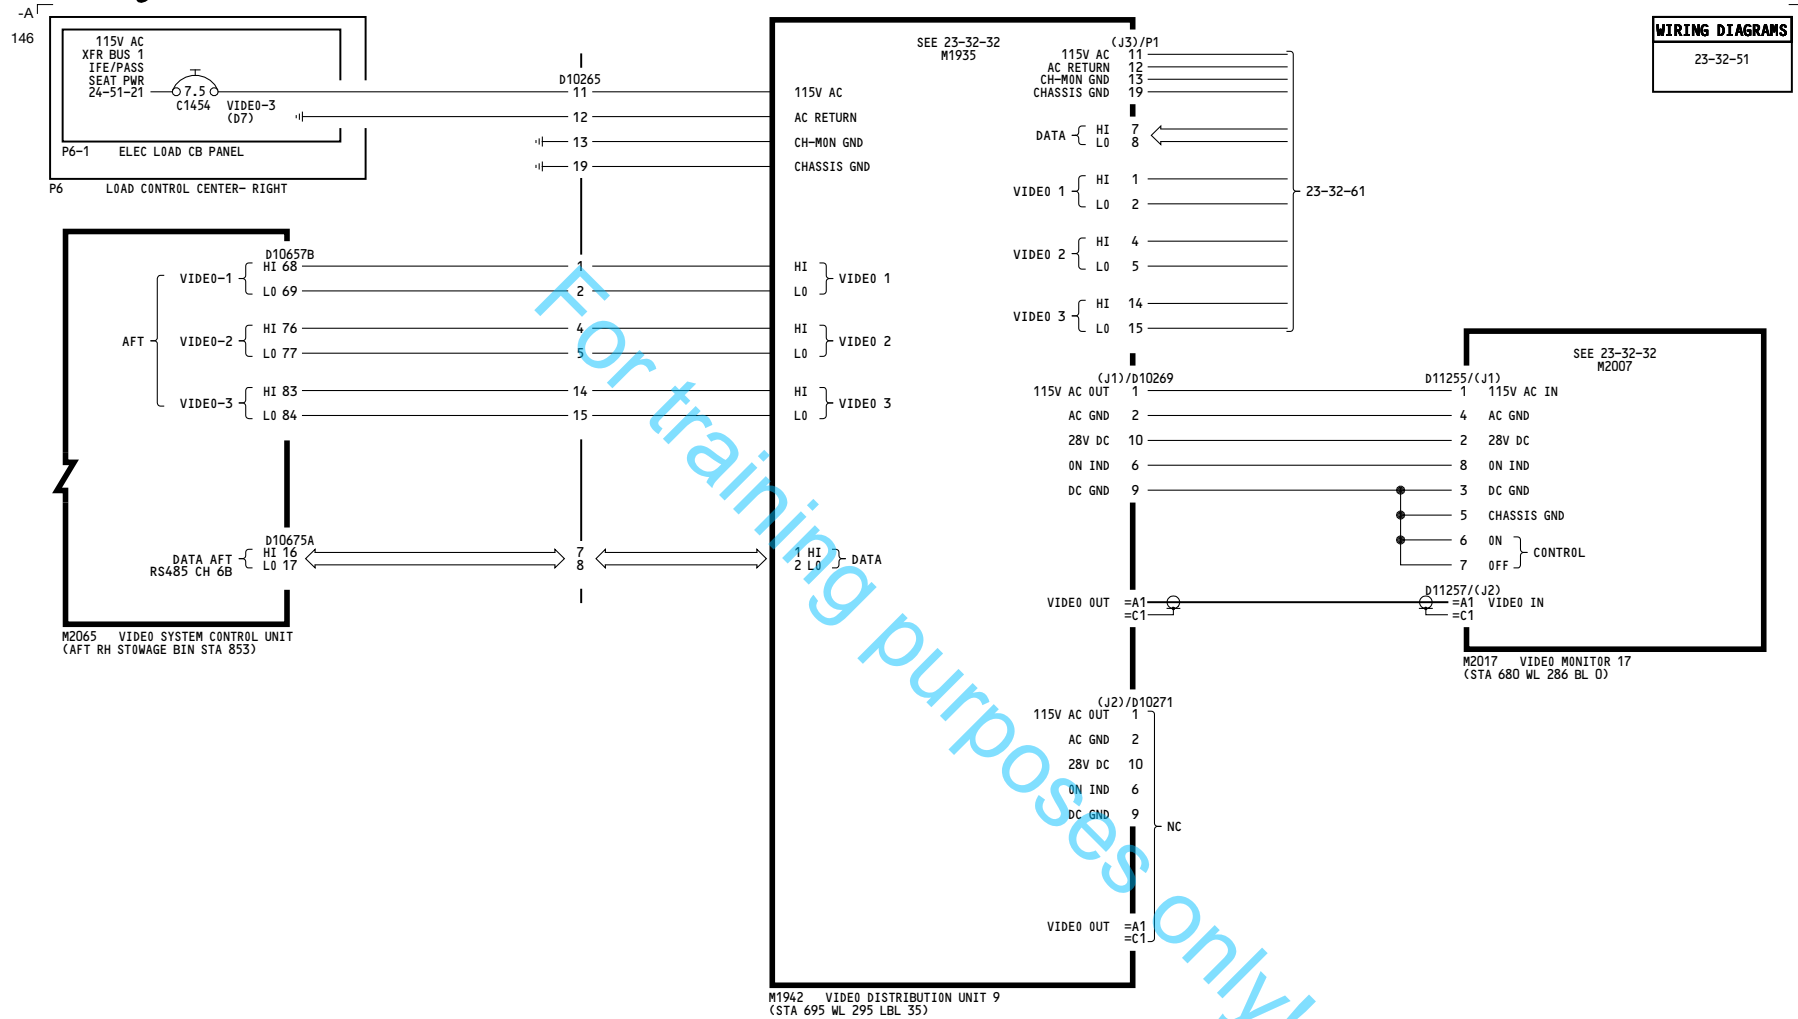 -A
146
115V AC
XFR BUS 1
IFE/PASS
SEAT PWR
24-51-21
7.5
C1454
VIDEO-3
(D7)
P6-1 ELEC LOAD CB PANEL
P6 LOAD CONTROL CENTER- RIGHT
D10265
11
12
13
19
115V AC
AC RETURN
CH-MON GND
CHASSIS GND
SEE 23-32-32
M1935
(J3)/P1
115V AC 11
AC RETURN 12
CH-MON GND 13
CHASSIS GND 19
DATA HI 7
LO 8
VIDEO 1 HI 1
LO 2
VIDEO 2 HI 4
LO 5
VIDEO 3 HI 14
LO 15
23-32-61
WIRING DIAGRAMS
23-32-51
D10657B
AFT
VIDEO-1 HI 68
LO 69
VIDEO-2 HI 76
LO 77
VIDEO-3 HI 83
LO 84
1
2
4
5
14
15
HI
LO
VIDEO 1
HI
LO
VIDEO 2
HI
LO
VIDEO 3
D10675A
DATA AFT
RS485 CH 6B
HI 16
LO 17
7
8
1 HI
2 LO
DATA
M2065 VIDEO SYSTEM CONTROL UNIT
(AFT RH STOWAGE BIN STA 853)
(J1)/D10269
115V AC OUT 1
AC GND 2
28V DC 10
ON IND 6
DC GND 9
VIDEO OUT =A1
=C1
SEE 23-32-32
M2007
D11255/(J1)
1 115V AC IN
4 AC GND
2 28V DC
8 ON IND
3 DC GND
5 CHASSIS GND
6 ON
7 OFF
CONTROL
D11257/(J2)
=A1 VIDEO IN
=C1
M2017 VIDEO MONITOR 17
(STA 680 WL 286 BL 0)
(J2)/D10271
115V AC OUT 1
AC GND 2
28V DC 10
ON IND 6
DC GND 9
NC
VIDEO OUT =A1
=C1
M1942 VIDEO DISTRIBUTION UNIT 9
(STA 695 WL 295 LBL 35)
For training purposes only!